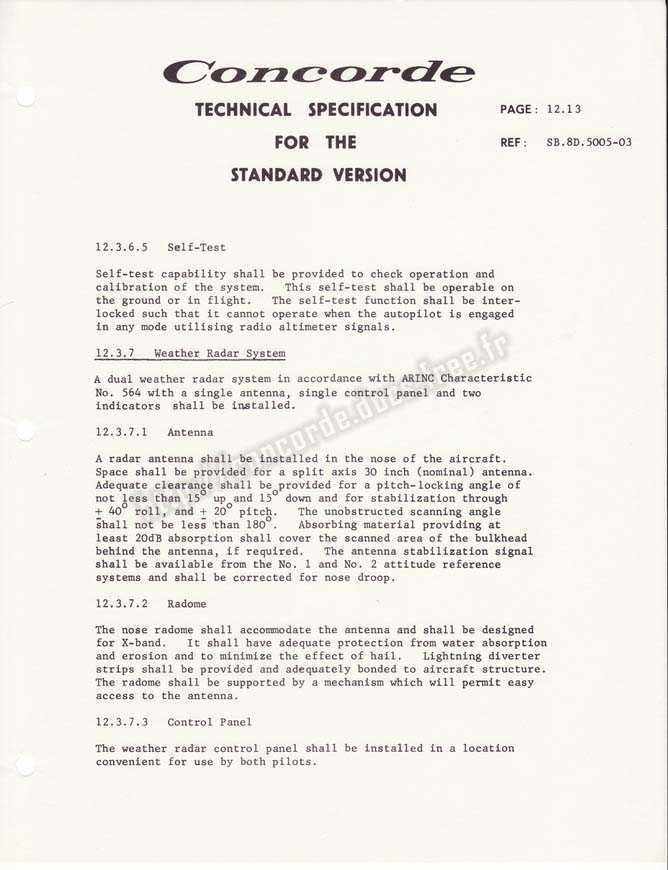 Concorde
TECHNICAL SPECIFICATION
FOR THE
STANDARD VERSION
PAGE: 12.13
REF: SB.8D.5005-03
12.3.6.5 Self-Test
Self-test capability shall be provided to check operation and
calibration of the system. This self-test shall be operable on
the ground or in flight. The self-test function shall be inter-
locked such that it cannot operate when the autopilot is engaged
in any mode utilising radio altimeter signals.
12.3.7 Weather Radar System
A dual weather radar system in accordance with ARINC Characteristic
No. 564 with a single antenna, single control panel and two
indicators shall be installed.
12.3.7.1 Antenna
A radar antenna shall be installed in the nose of the aircraft.
Space shall be provided for a split axis 30 inch (nominal) antenna.
Adequate clearance shall be provided for a pitch-locking angle of
not less than 15° up and 15° down and for stabilization through
± 40° roll, and ± 20° pitch. The unobstructed scanning angle
shall not be less than 180°. Absorbing material providing at
least 20dB absorption shall cover the scanned area of the bulkhead
behind the antenna, if required. The antenna stabilization signal
shall be available from the No. 1 and No. 2 attitude reference
systems and shall be corrected for nose droop.
12.3.7.2 Radome
The nose radome shall accommodate the antenna and shall be designed
for X-band. It shall have adequate protection from water absorption
and erosion and to minimize the effect of hail. Lightning diverter
strips shall be provided and adequately bonded to aircraft structure.
The radome shall be supported by a mechanism which will permit easy
access to the antenna.
12.3.7.3 Control Panel
The weather radar control panel shall be installed in a location
convenient for use by both pilots.